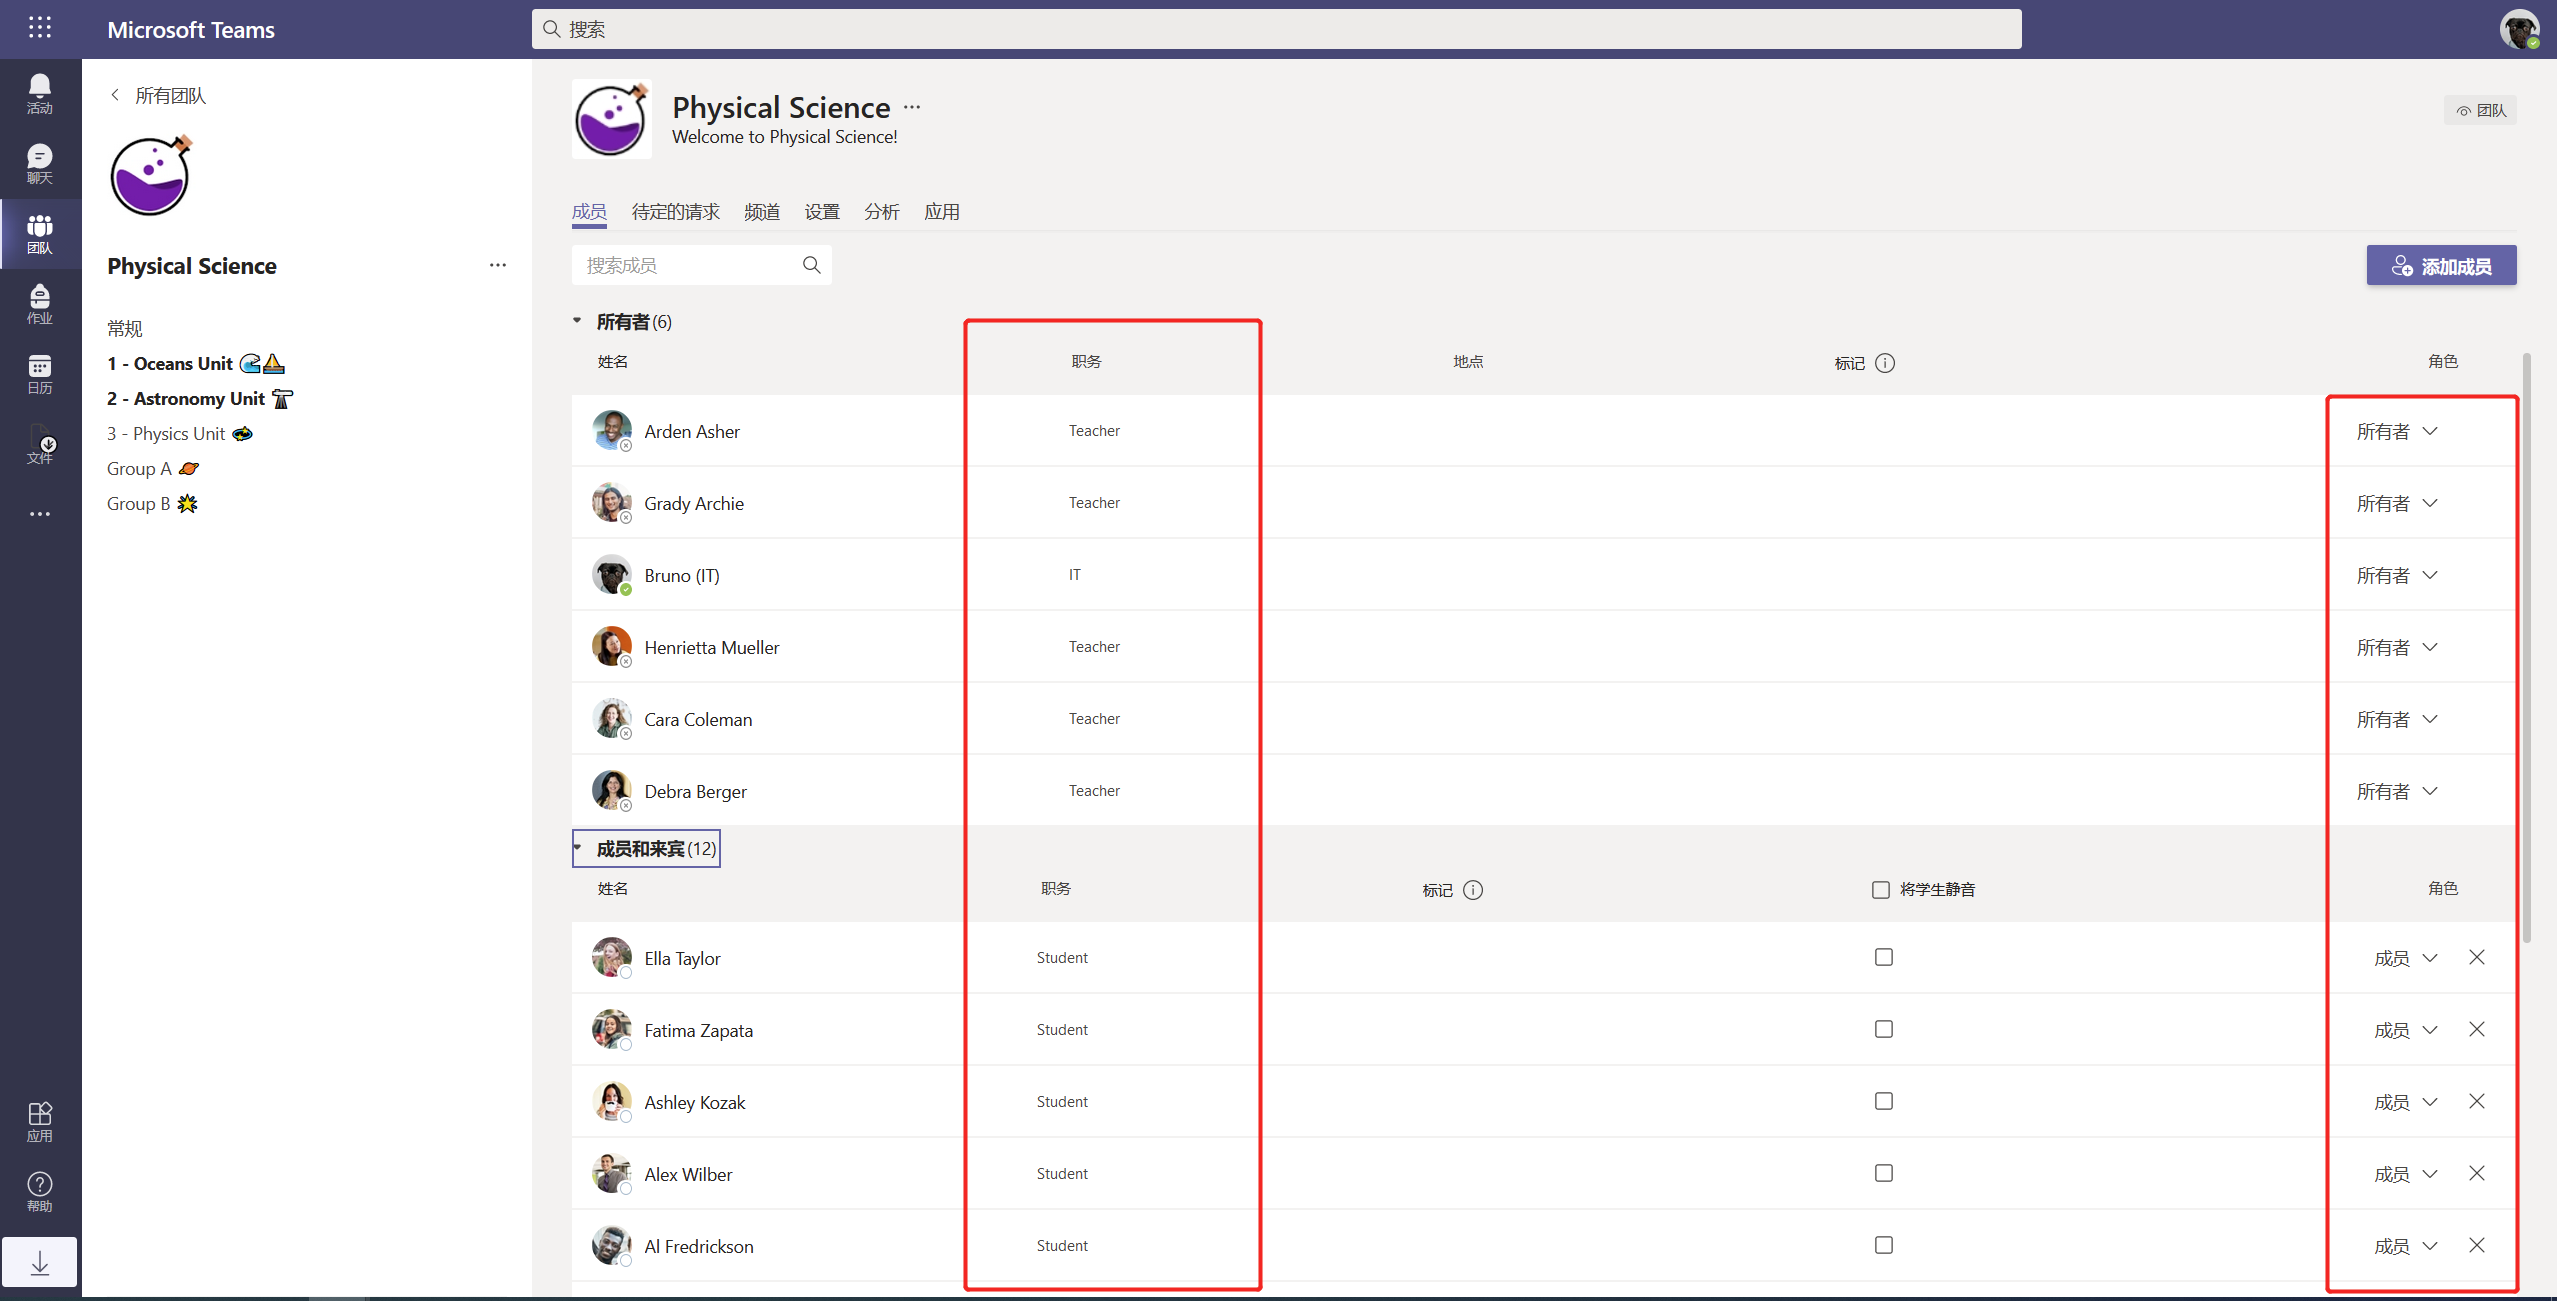 Microsoft Teams
搜索
活动
聊天
团队
作业
日历
文件
应用
帮助
所有团队
Physical Science
常规
1 - Oceans Unit 🌊⛵
2 - Astronomy Unit 🔭
3 - Physics Unit 💫
Group A 🪐
Group B 🌟
Physical Science
Welcome to Physical Science!
团队
成员 待定的请求 频道 设置 分析 应用
搜索成员
添加成员
所有者(6)
姓名 职务 地点 标记 角色
Arden Asher Teacher 所有者
Grady Archie Teacher 所有者
Bruno (IT) IT 所有者
Henrietta Mueller Teacher 所有者
Cara Coleman Teacher 所有者
Debra Berger Teacher 所有者
成员和来宾(12)
姓名 职务 标记 将学生静音 角色
Ella Taylor Student 成员
Fatima Zapata Student 成员
Ashley Kozak Student 成员
Alex Wilber Student 成员
Al Fredrickson Student 成员